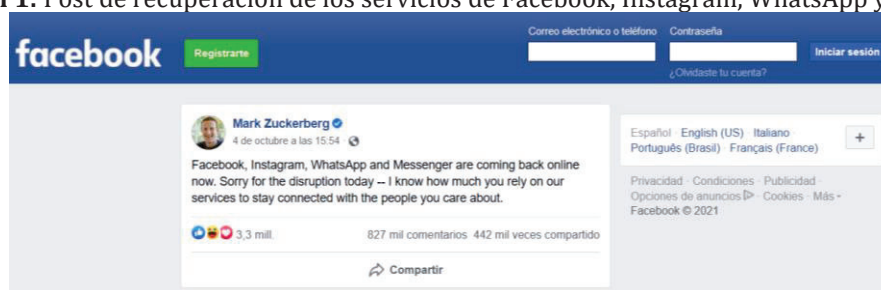 1. Post de recuperación de los servicios de Facebook, Instagram, WhatsApp y
facebook
Registrarte
Correo electrónico o teléfono
Contraseña
Iniciar sesión
¿Olvidaste tu cuenta?
Mark Zuckerberg
4 de octubre a las 15:54 ·
Facebook, Instagram, WhatsApp and Messenger are coming back online
now. Sorry for the disruption today -- I know how much you rely on our
services to stay connected with the people you care about.
3,3 mill.
827 mil comentarios 442 mil veces compartido
Compartir
Español · English (US) · Italiano ·
Português (Brasil) · Français (France)
+
Privacidad · Condiciones · Publicidad ·
Opciones de anuncios · Cookies · Más
Facebook © 2021